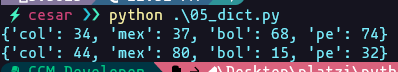 cesar ❯❯ python .\05_dict.py
{'col': 34, 'mex': 37, 'bol': 68, 'pe': 74}
{'col': 44, 'mex': 80, 'bol': 15, 'pe': 32}